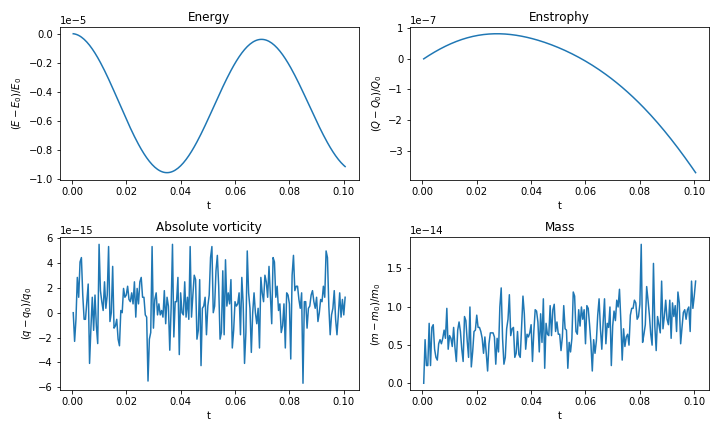 Energy
1e−5
0.0
−0.2
−0.4
−0.6
−0.8
−1.0
(E − E0)/E0
0.00 0.02 0.04 0.06 0.08 0.10
t
Enstrophy
1e−7
1
0
−1
−2
−3
(Q − Q0)/Q0
0.00 0.02 0.04 0.06 0.08 0.10
t
Absolute vorticity
1e−15
6
4
2
0
−2
−4
−6
(q − q0)/q0
0.00 0.02 0.04 0.06 0.08 0.10
t
Mass
1e−14
1.5
1.0
0.5
0.0
(m − m0)/m0
0.00 0.02 0.04 0.06 0.08 0.10
t